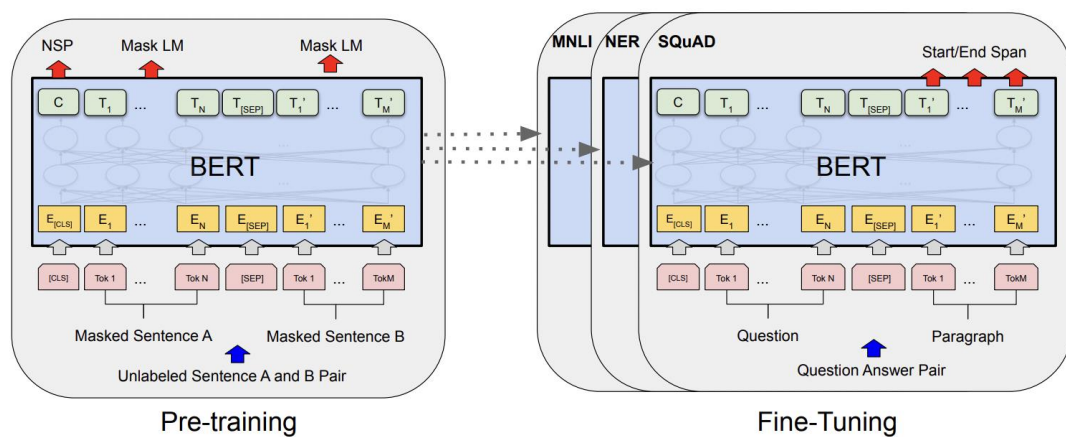 NSP Mask LM Mask LM
C T1 ... TN T[SEP] T1’ ... TM’
BERT
E[CLS] E1 ... EN E[SEP] E1’ ... EM’
[CLS] Tok 1 ... Tok N [SEP] Tok 1 ... TokM
Masked Sentence A Masked Sentence B
Unlabeled Sentence A and B Pair
Pre-training
MNLI NER SQuAD
Start/End Span
C T1 ... TN T[SEP] T1’ ... TM’
BERT
E[CLS] E1 ... EN E[SEP] E1’ ... EM’
[CLS] Tok 1 ... Tok N [SEP] Tok 1 ... TokM
Question Paragraph
Question Answer Pair
Fine-Tuning